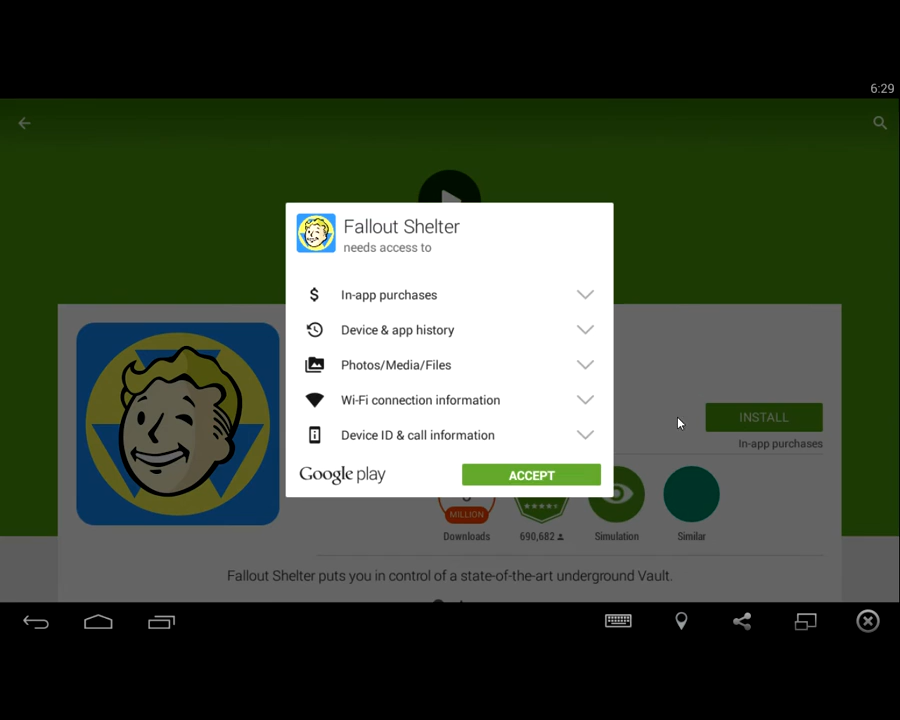 6:29
Fallout Shelter
needs access to
In-app purchases
Device & app history
Photos/Media/Files
Wi-Fi connection information
Device ID & call information
Google play
ACCEPT
INSTALL
In-app purchases
MILLION
Downloads
690,682
Simulation
Similar
Fallout Shelter puts you in control of a state-of-the-art underground Vault.